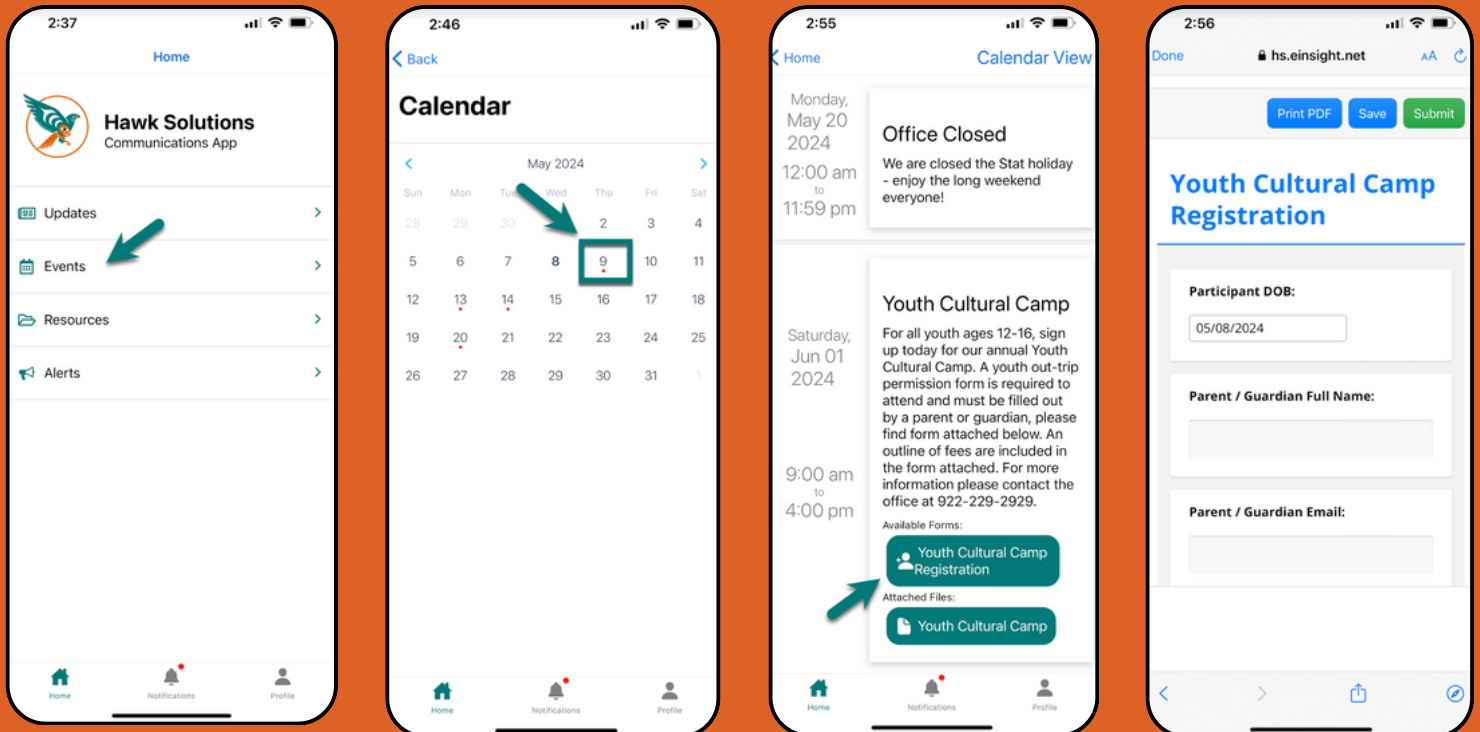 2:37
Home
Hawk Solutions
Communications App
Updates
Events
Resources
Alerts
Home Notifications Profile
2:46
Back
Calendar
May 2024
Sun Mon Tue Wed Thu Fri Sat
28 29 30 2 3 4
5 6 7 8 9 10 11
12 13 14 15 16 17 18
19 20 21 22 23 24 25
26 27 28 29 30 31 1
Home Notifications Profile
2:55
Home Calendar View
Monday,
May 20
2024
12:00 am
to
11:59 pm
Office Closed
We are closed the Stat holiday
- enjoy the long weekend
everyone!
Saturday,
Jun 01
2024
9:00 am
to
4:00 pm
Youth Cultural Camp
For all youth ages 12-16, sign
up today for our annual Youth
Cultural Camp. A youth out-trip
permission form is required to
attend and must be filled out
by a parent or guardian, please
find form attached below. An
outline of fees are included in
the form attached. For more
information please contact the
office at 922-229-2929.
Available Forms:
Youth Cultural Camp
Registration
Attached Files:
Youth Cultural Camp
Home Notifications Profile
2:56
Done hs.einsight.net AA
Print PDF Save Submit
Youth Cultural Camp
Registration
Participant DOB:
05/08/2024
Parent / Guardian Full Name:
Parent / Guardian Email: